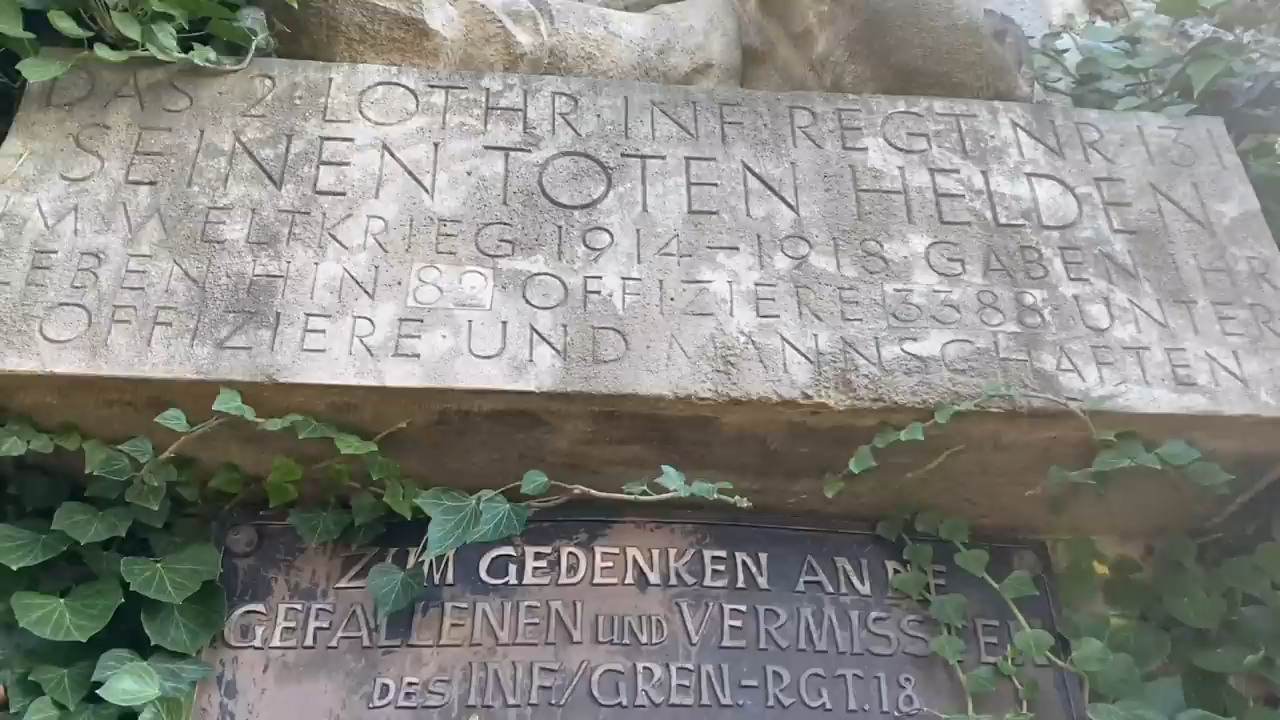 DAS 2 LOTHR INF REGT NR 131
SEINEN TOTEN HELDEN
IM WELTKRIEG 1914-1918 GABEN IHR
LEBEN HIN 82 OFFIZIERE 3388 UNTER
OFFIZIERE UND MANNSCHAFTEN
ZUM GEDENKEN AN DIE
GEFALLENEN UND VERMISSTEN
DES INF/GREN.-RGT.18